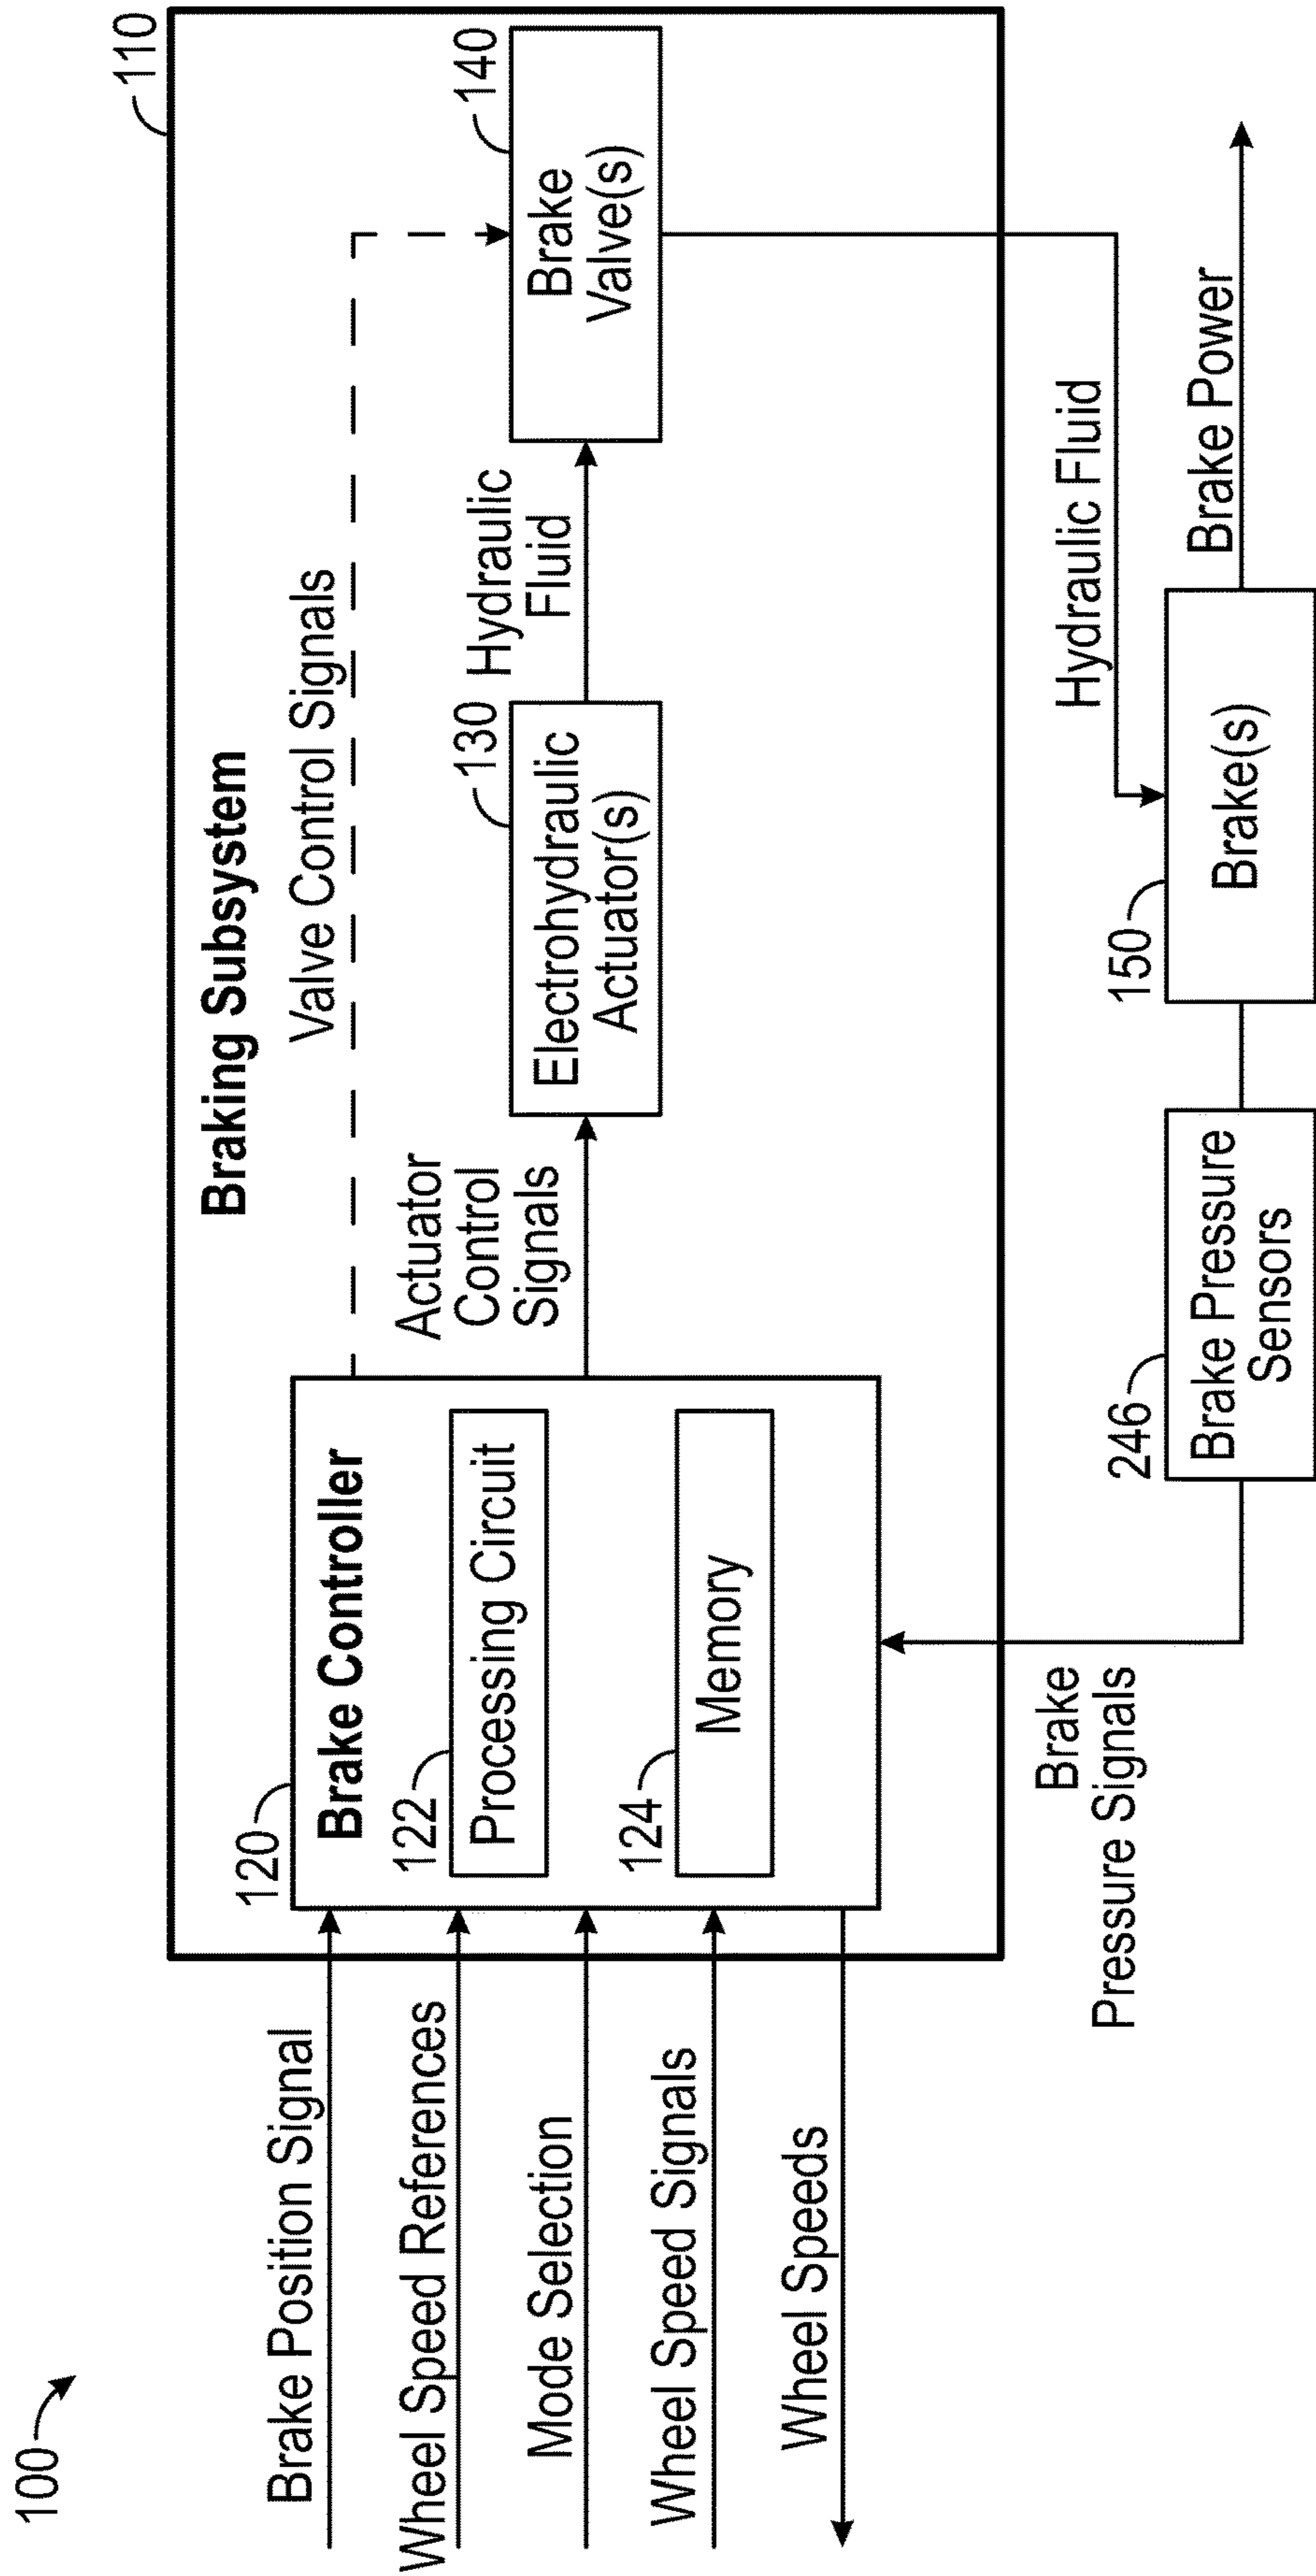 100
110
Braking Subsystem
Valve Control Signals
120
Brake Controller
122
Processing Circuit
124
Memory
Actuator
Control
Signals
130
Electrohydraulic
Actuator(s)
Hydraulic
Fluid
140
Brake
Valve(s)
Brake Position Signal
Wheel Speed References
Mode Selection
Wheel Speed Signals
Wheel Speeds
Brake
Pressure Signals
246
Brake Pressure
Sensors
150
Brake(s)
Hydraulic Fluid
Brake Power